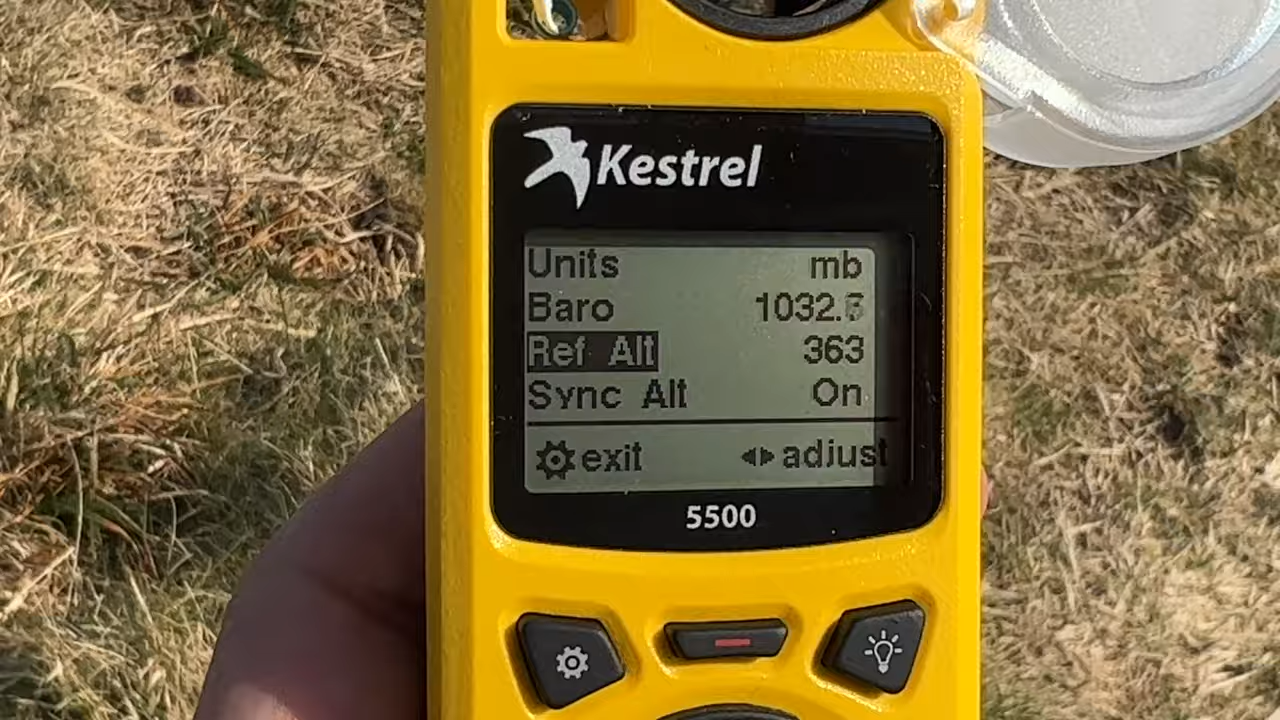 Kestrel
Units mb
Baro 1032.
Ref Alt 363
Sync Alt On
exit adjust
5500